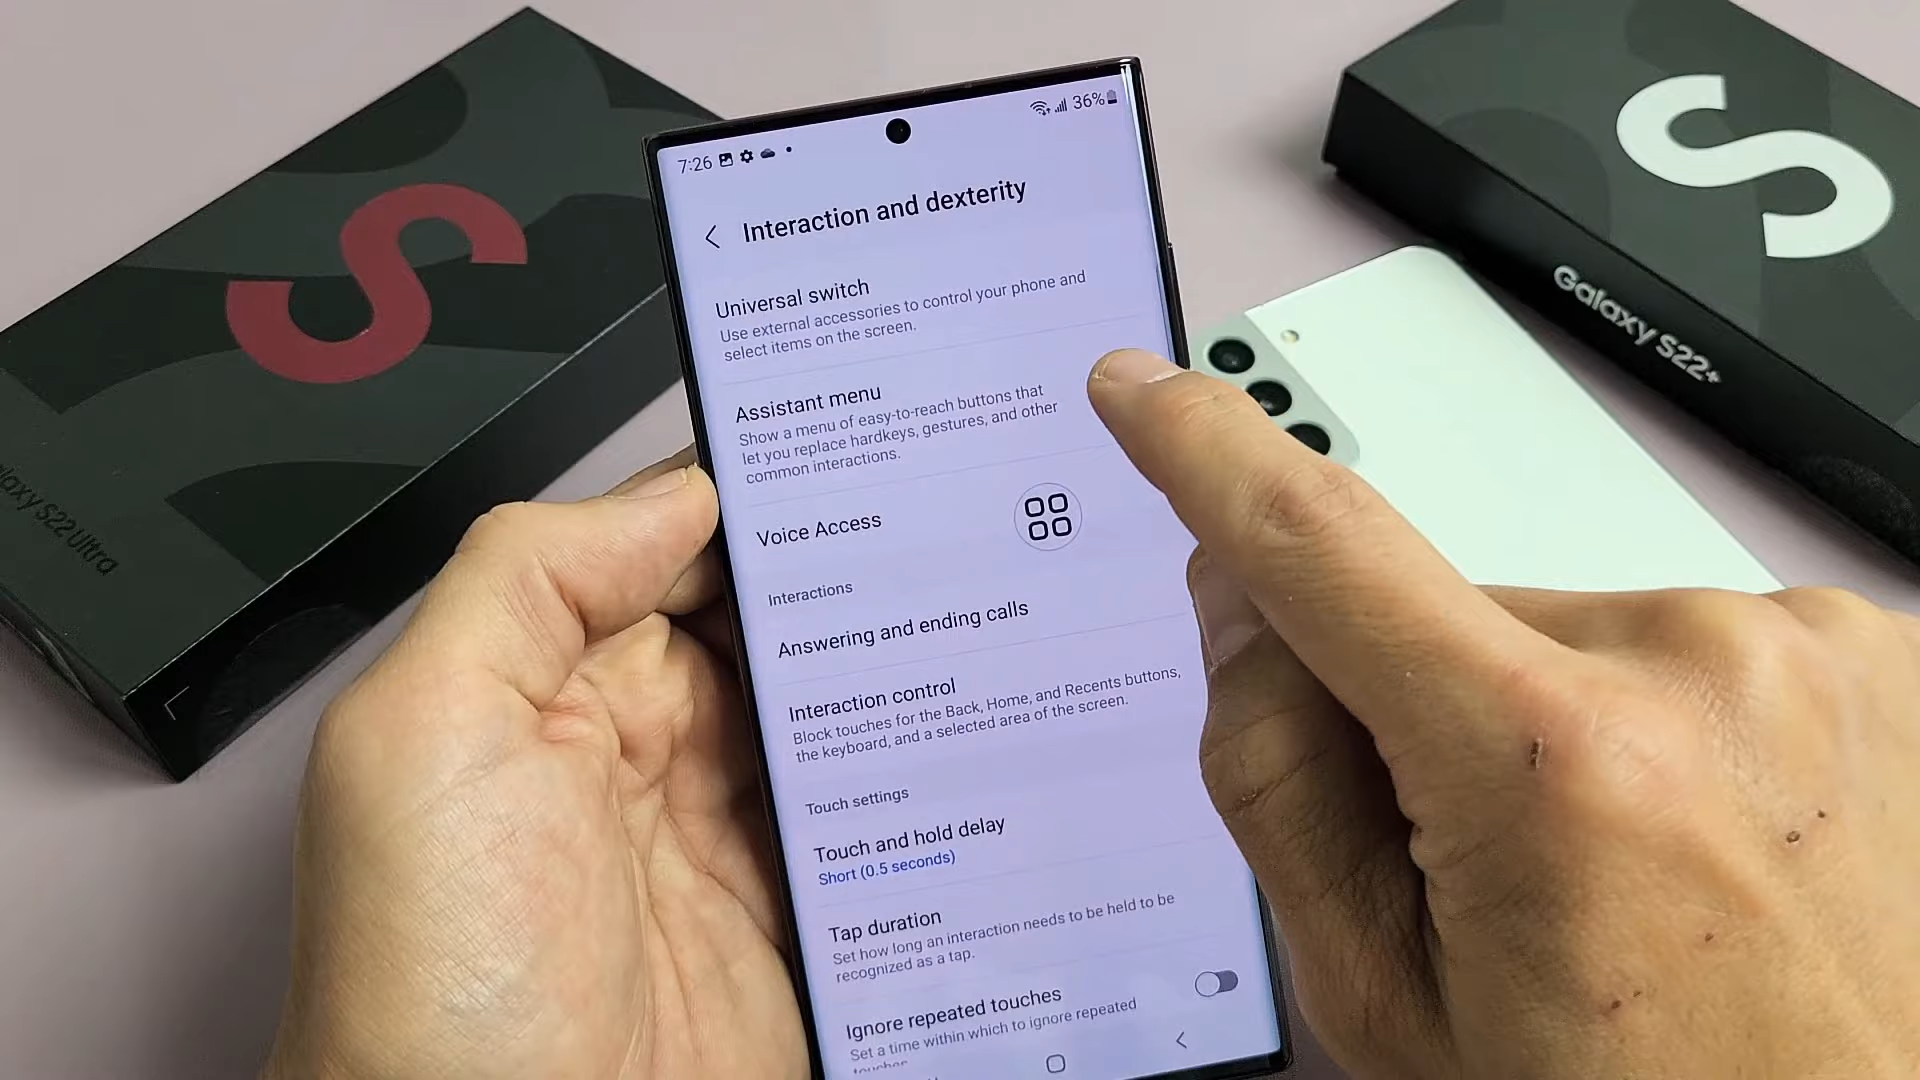 7:26
36%
Interaction and dexterity
Universal switch
Use external accessories to control your phone and
select items on the screen.
Assistant menu
Show a menu of easy-to-reach buttons that
let you replace hardkeys, gestures, and other
common interactions.
Voice Access
Interactions
Answering and ending calls
Interaction control
Block touches for the Back, Home, and Recents buttons,
the keyboard, and a selected area of the screen.
Touch settings
Touch and hold delay
Short (0.5 seconds)
Tap duration
Set how long an interaction needs to be held to be
recognized as a tap.
Ignore repeated touches
Set a time within which to ignore repeated
S
S22 Ultra
S
Galaxy S22+